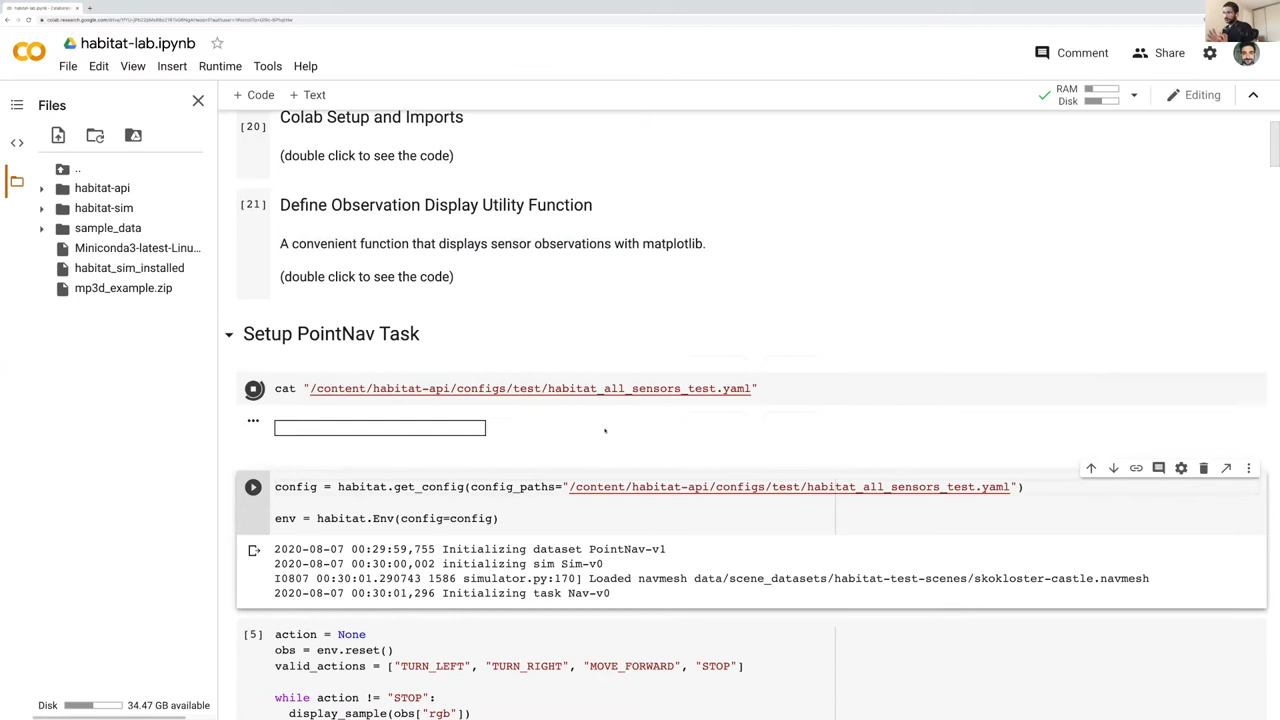 habitat-lab.ipynb - Colaborat
habitat-lab.ipynb
Comment
Share
File Edit View Insert Runtime Tools Help
Files
+ Code + Text
RAM
Disk
Editing
..
habitat-api
habitat-sim
sample_data
Miniconda3-latest-Linu...
habitat_sim_installed
mp3d_example.zip
Disk 34.47 GB available
[20] Colab Setup and Imports
(double click to see the code)
[21] Define Observation Display Utility Function
A convenient function that displays sensor observations with matplotlib.
(double click to see the code)
Setup PointNav Task
cat "/content/habitat-api/configs/test/habitat_all_sensors_test.yaml"
config = habitat.get_config(config_paths="/content/habitat-api/configs/test/habitat_all_sensors_test.yaml")
env = habitat.Env(config=config)
2020-08-07 00:29:59,755 Initializing dataset PointNav-v1
2020-08-07 00:30:00,002 initializing sim Sim-v0
I0807 00:30:01.290743 1586 simulator.py:170] Loaded navmesh data/scene_datasets/habitat-test-scenes/skokloster-castle.navmesh
2020-08-07 00:30:01,296 Initializing task Nav-v0
[5] action = None
obs = env.reset()
valid_actions = ["TURN_LEFT", "TURN_RIGHT", "MOVE_FORWARD", "STOP"]
while action != "STOP":
display_sample(obs["rgb"])